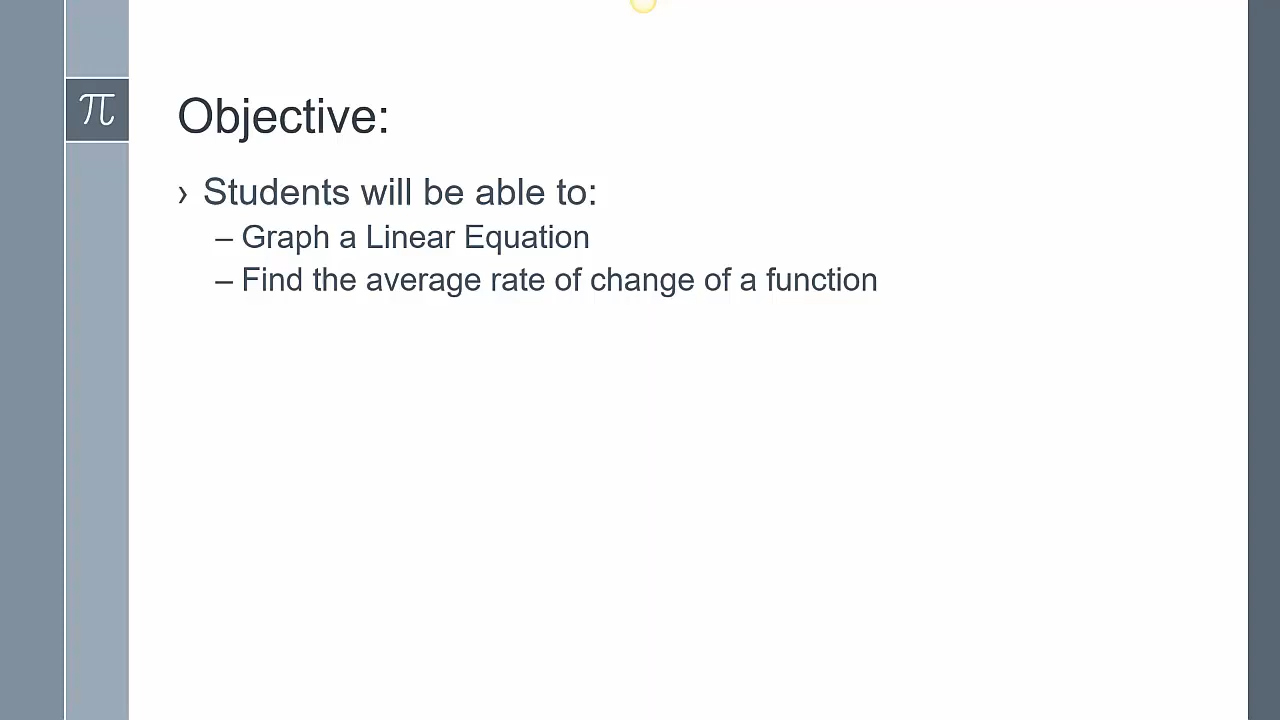 π
Objective:
› Students will be able to:
– Graph a Linear Equation
– Find the average rate of change of a function